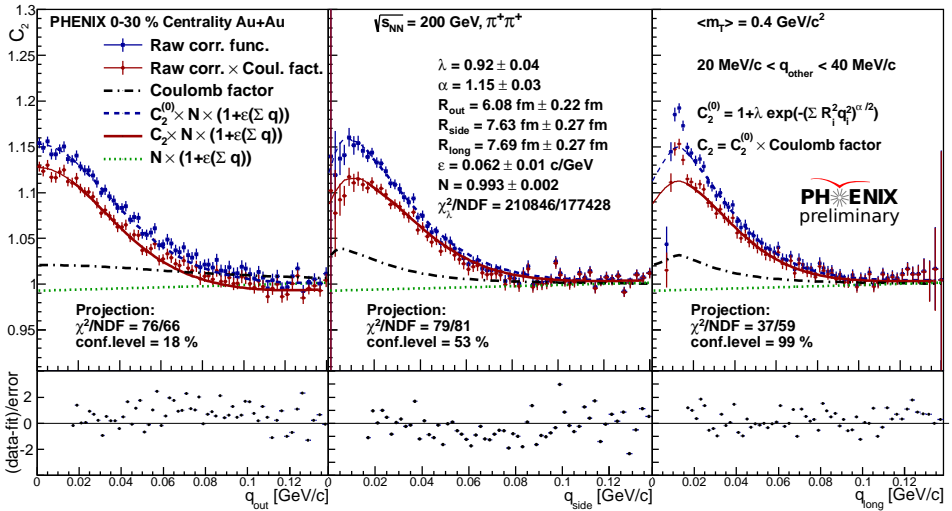 C₂
PHENIX 0-30 % Centrality Au+Au
Raw corr. func.
Raw corr. × Coul. fact.
Coulomb factor
C₂⁽⁰⁾ × N × (1+ε(Σ q))
C₂ × N × (1+ε(Σ q))
N × (1+ε(Σ q))
1.3
1.2
1.15
1.1
1.05
1.0
0.95
Projection:
χ²/NDF = 76/66
conf.level = 18 %
√s_NN = 200 GeV, π⁺π⁺
λ = 0.92 ± 0.04
α = 1.15 ± 0.03
R_out = 6.08 fm ± 0.22 fm
R_side = 7.63 fm ± 0.27 fm
R_long = 7.69 fm ± 0.27 fm
ε = 0.062 ± 0.01 c/GeV
N = 0.993 ± 0.002
χ²_λ/NDF = 210846/177428
Projection:
χ²/NDF = 79/81
conf.level = 53 %
<m_T> = 0.4 GeV/c²
20 MeV/c < q_other < 40 MeV/c
C₂⁽⁰⁾ = 1+λ exp(-(Σ R_i²q_i²)^α/2)
C₂ = C₂⁽⁰⁾ × Coulomb factor
PHENIX
preliminary
Projection:
χ²/NDF = 37/59
conf.level = 99 %
(data-fit)/error
2
0
-2
0 0.02 0.04 0.06 0.08 0.1 0.12
q_out [GeV/c]
0 0.02 0.04 0.06 0.08 0.1 0.12
q_side [GeV/c]
0 0.02 0.04 0.06 0.08 0.1 0.12
q_long [GeV/c]